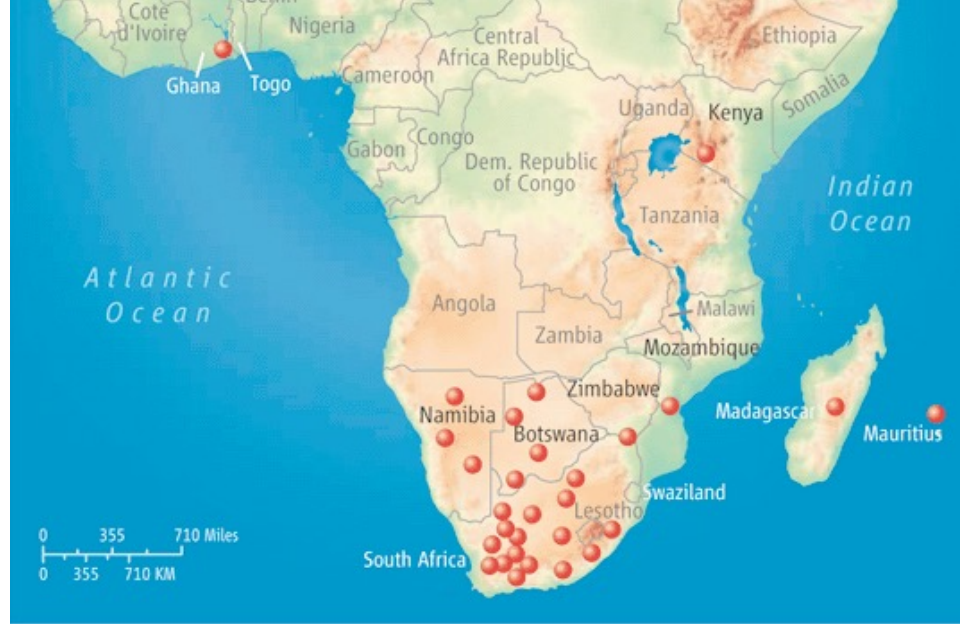 Benin
Cote
d'Ivoire
Nigeria
Ghana
Togo
Central
Africa Republic
Ethiopia
Cameroon
Somalia
Uganda
Kenya
Gabon
Congo
Dem. Republic
of Congo
Tanzania
Indian
Ocean
Atlantic
Ocean
Angola
Zambia
Malawi
Mozambique
Namibia
Zimbabwe
Botswana
Madagascar
Mauritius
Swaziland
Lesotho
South Africa
0 355 710 Miles
0 355 710 KM